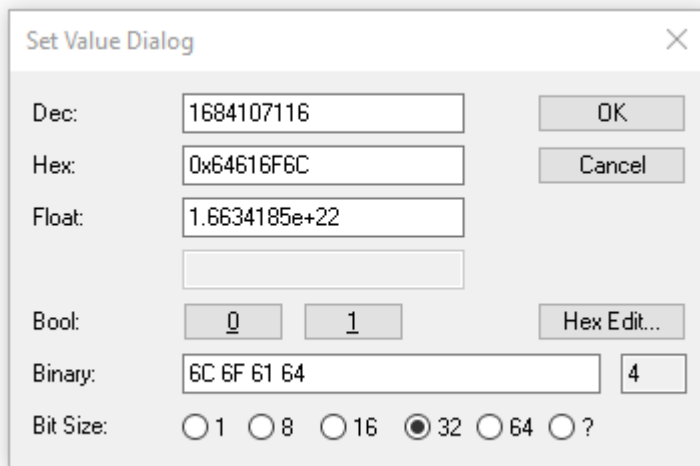 Set Value Dialog
Dec: 1684107116 OK
Hex: 0x64616F6C Cancel
Float: 1.6634185e+22
Bool: 0 1 Hex Edit...
Binary: 6C 6F 61 64 4
Bit Size: 1 8 16 32 64 ?